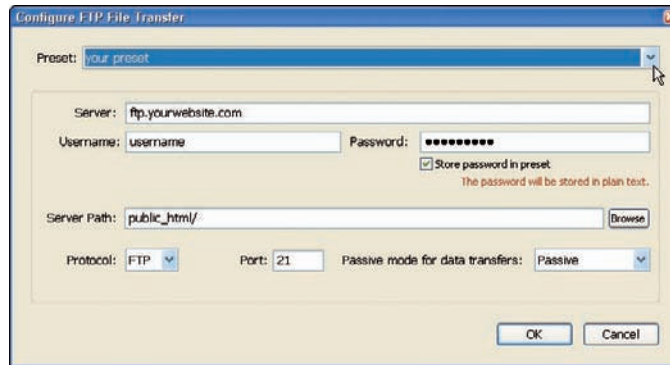 Configure FTP File Transfer
Preset: your preset
Server: ftp.yourwebsite.com
Username: username Password: •••••••••
Store password in preset
The password will be stored in plain text.
Server Path: public_html/ Browse
Protocol: FTP Port: 21 Passive mode for data transfers: Passive
OK Cancel